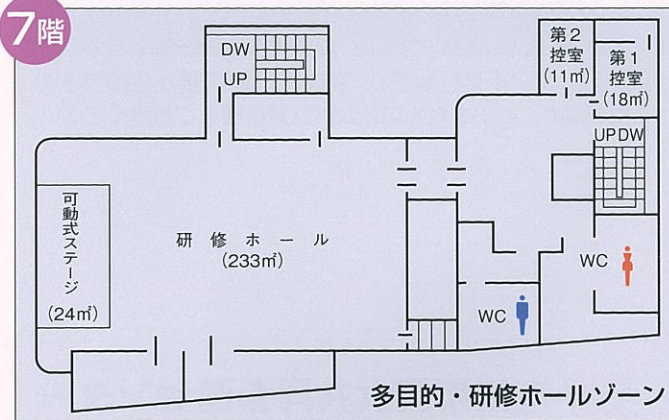 7階
DW
UP
第2
控室
(11㎡)
第1
控室
(18㎡)
UP DW
可動式ステージ
(24㎡)
研修ホール
(233㎡)
WC
WC
多目的・研修ホールゾーン